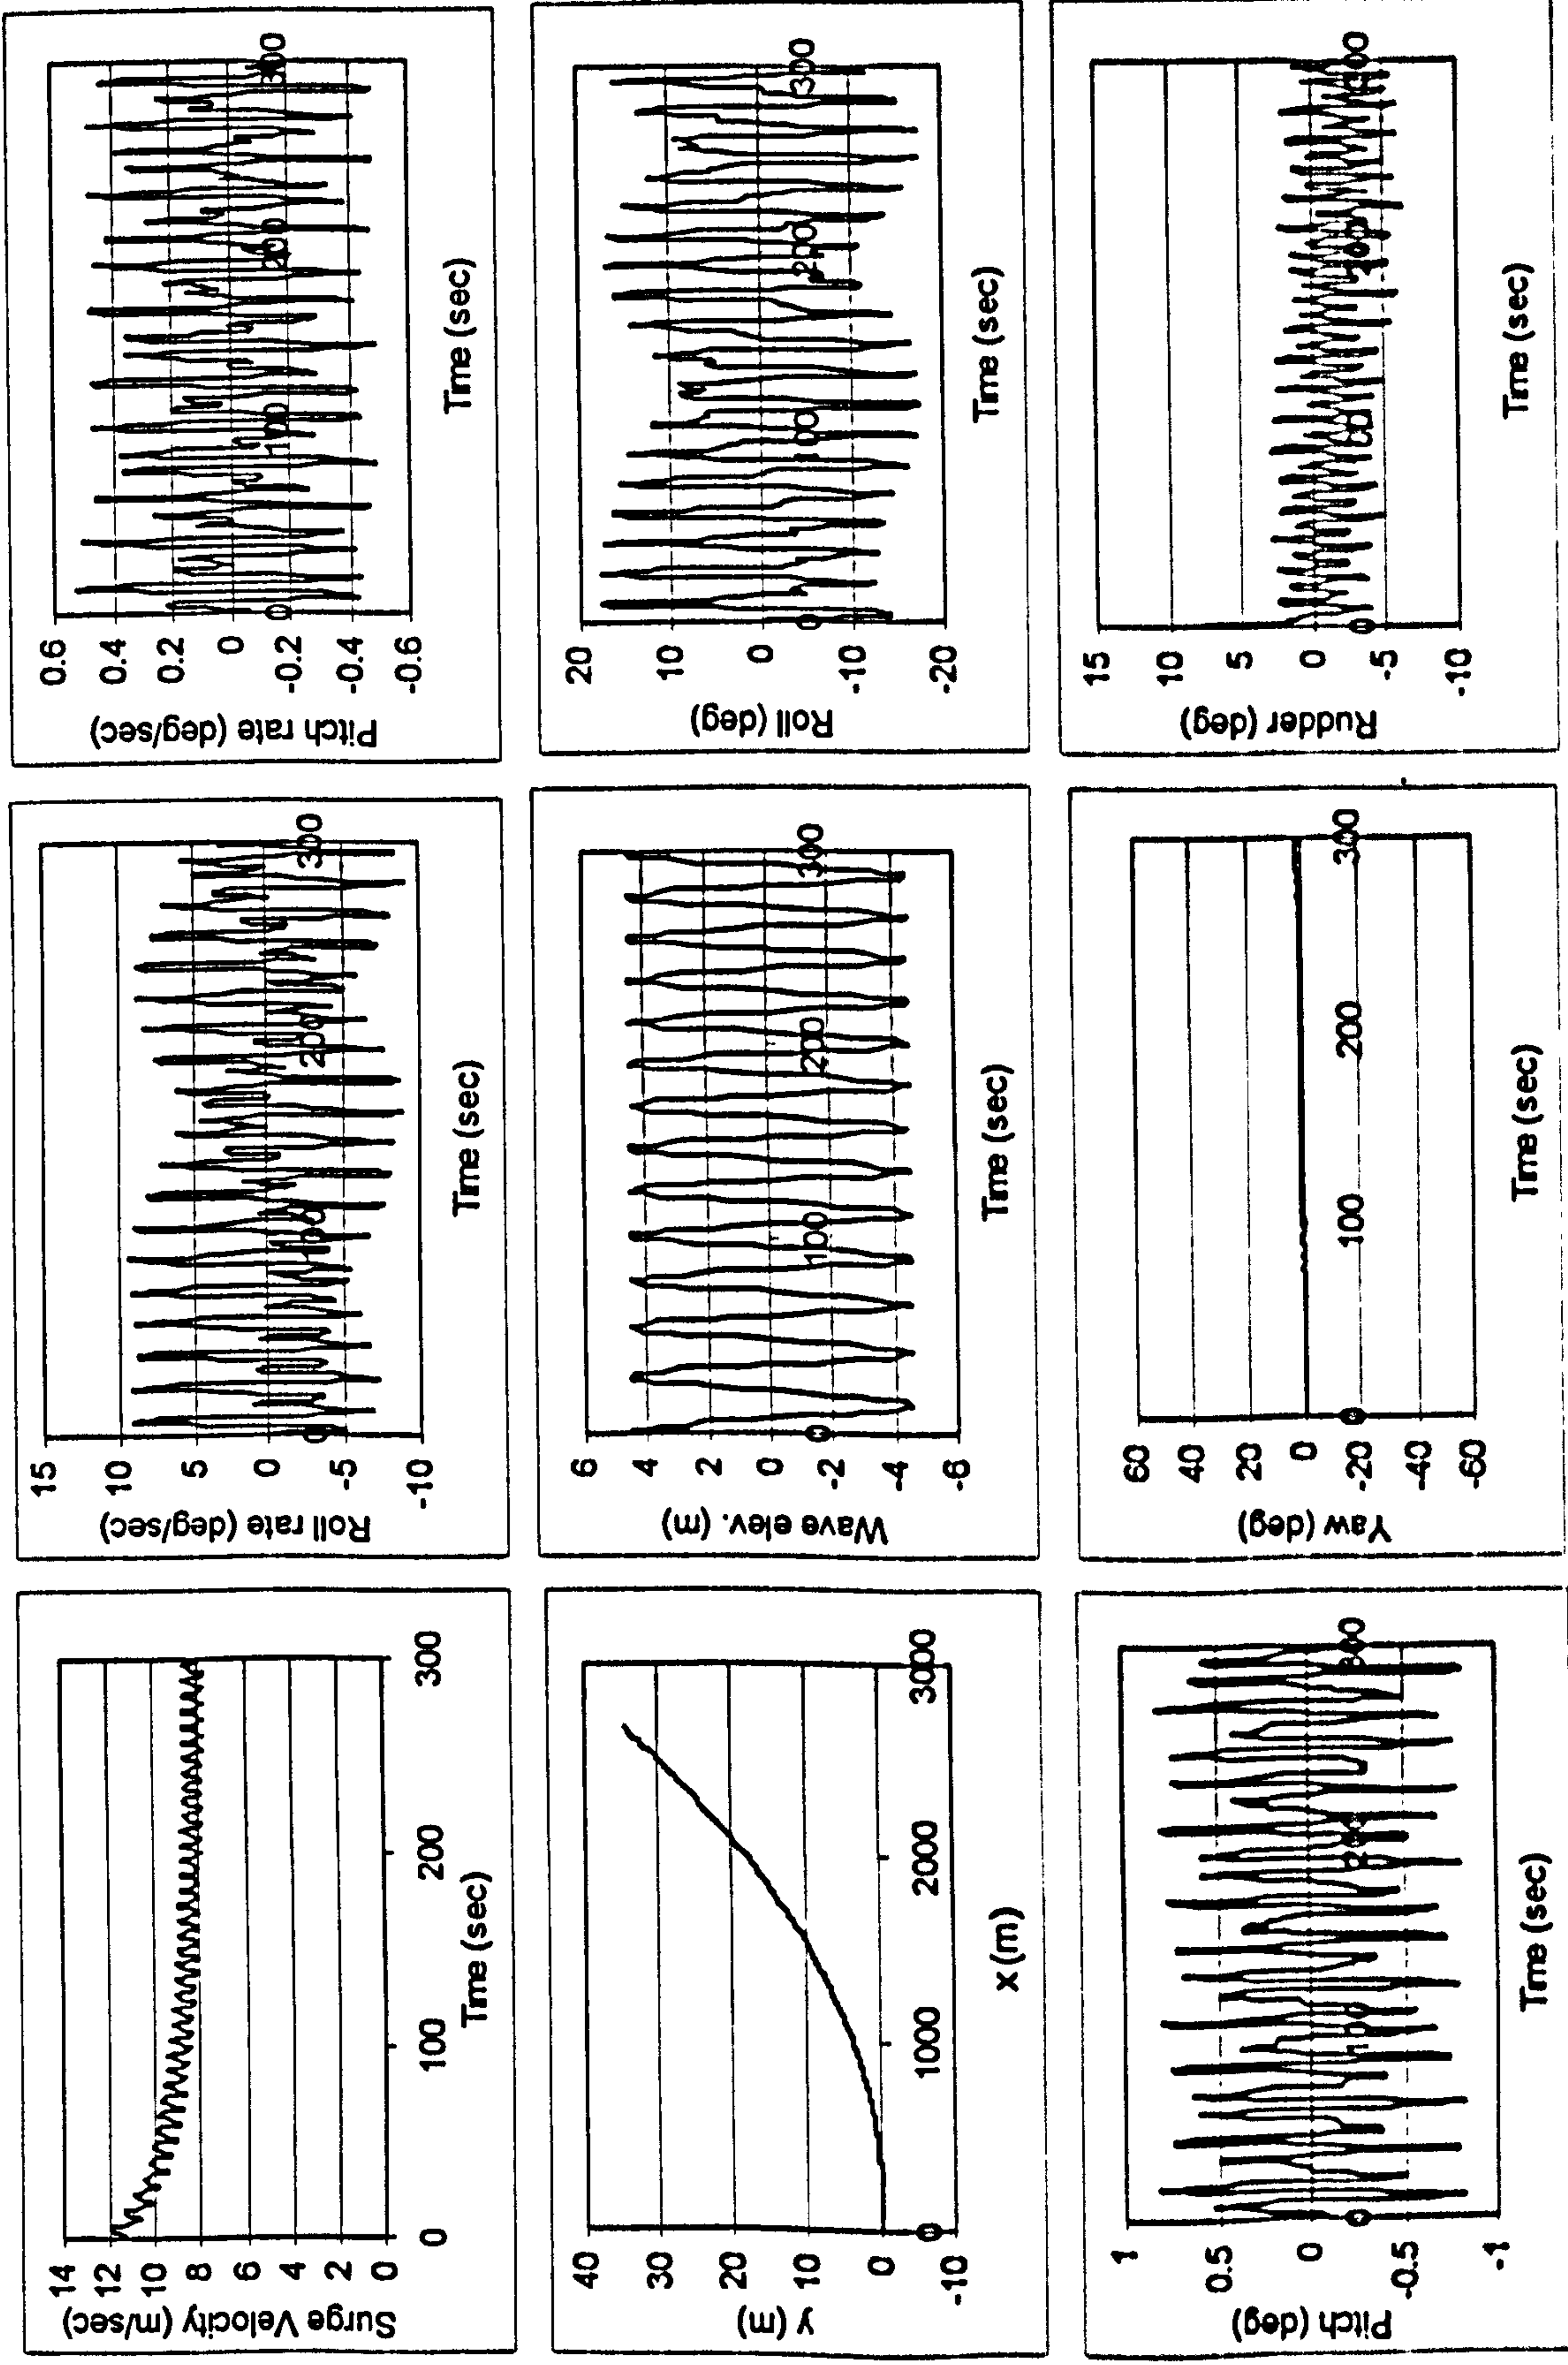 Surge Velocity (m/sec)
14
12
10
8
6
4
2
0
0 100 200 300
Time (sec)
Roll rate (deg/sec)
15
10
5
0
-5
-10
0 100 200 300
Time (sec)
Pitch rate (deg/sec)
0.6
0.4
0.2
0
-0.2
-0.4
-0.6
0 100 200 300
Time (sec)
y (m)
40
30
20
10
0
-10
0 1000 2000 3000
x (m)
Wave elev. (m)
6
4
2
0
-2
-4
-6
0 100 200 300
Time (sec)
Roll (deg)
20
10
0
-10
-20
0 100 200 300
Time (sec)
Pitch (deg)
1
0.5
0
-0.5
-1
0 100 200 300
Time (sec)
Yaw (deg)
60
40
20
0
-20
-40
-60
0 100 200 300
Time (sec)
Rudder (deg)
15
10
5
0
-5
-10
0 100 200 300
Time (sec)